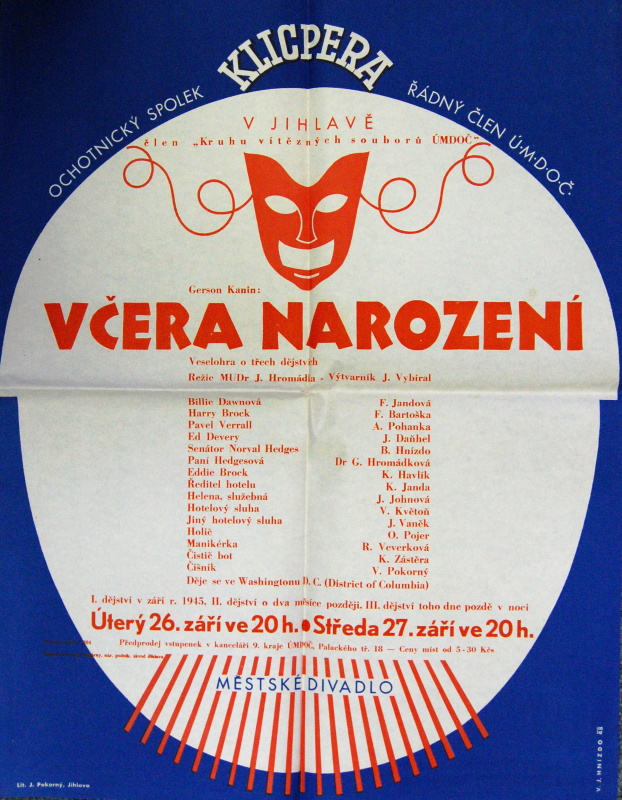 KLICPERA
OCHOTNICKÝ SPOLEK
ŘÁDNÝ ČLEN Ú·M·D·O·Č·
V JIHLAVĚ
člen „Kruhu vítězných souborů ÚMDOČ"
Gerson Kanin:
VČERA NAROZENÍ
Veselohra o třech dějstvích
Režie MUDr J. Hromádka - Výtvarník J. Vybíral
Billie Dawnová F. Jandová
Harry Brock F. Bartoška
Pavel Verrall A. Pohanka
Ed Devery J. Daňhel
Senátor Norval Hedges B. Hnízdo
Paní Hedgesová Dr G. Hromádková
Eddie Brock K. Havlík
Ředitel hotelu K. Janda
Helena, služebná J. Johnová
Hotelový sluha V. Květoň
Jiný hotelový sluha J. Vaněk
Holič O. Pojer
Manikérka R. Veverková
Čistič bot K. Zástěra
Číšník V. Pokorný
Děje se ve Washingtonu D. C. (District of Columbia)
I. dějství v září r. 1945, II. dějství o dva měsíce později, III. dějství toho dne pozdě v noci
Úterý 26. září ve 20 h. • Středa 27. září ve 20 h.
Předprodej vstupenek v kanceláři 9. kraje ÚMDOČ, Palackého tř. 18 — Ceny míst od 5-30 Kčs
MĚSTSKÉ DIVADLO
Lit. J. Pokorný, Jihlava
V. J. HNÍZDO